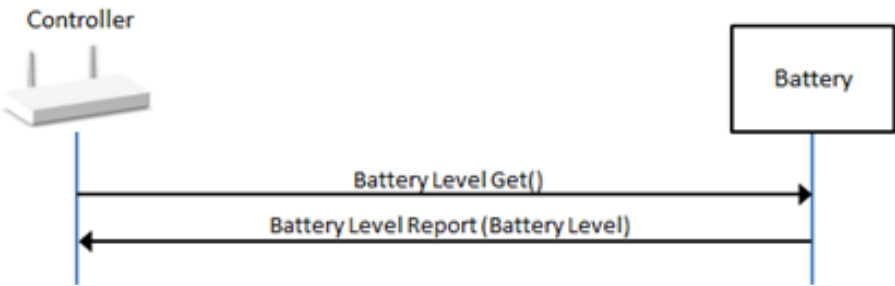 Controller
Battery
Battery Level Get()
Battery Level Report (Battery Level)